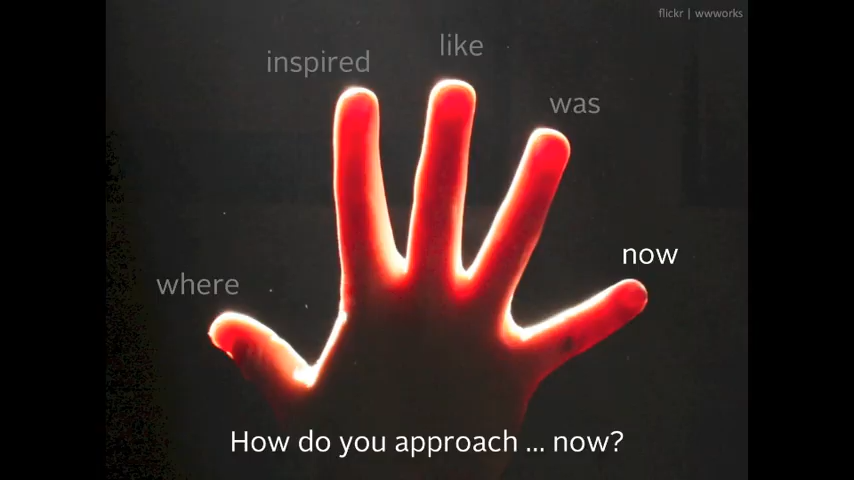 flickr | wwworks
like
inspired
was
now
where
How do you approach ... now?